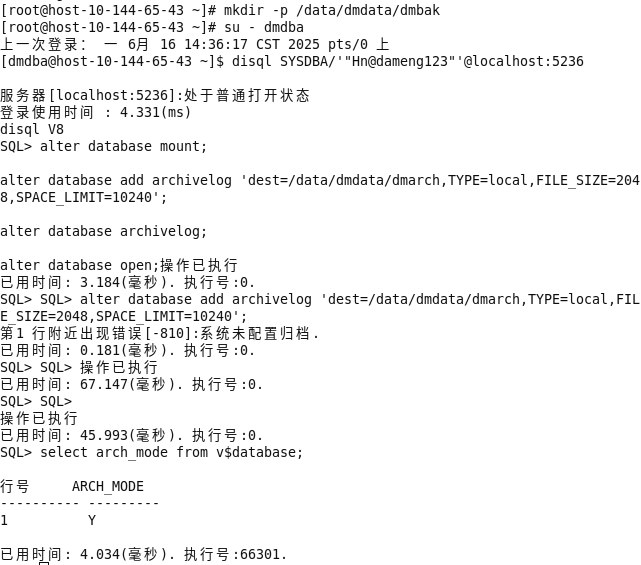 [root@host-10-144-65-43 ~]# mkdir -p /data/dmdata/dmbak
[root@host-10-144-65-43 ~]# su - dmdba
上一次登录： 一 6月 16 14:36:17 CST 2025 pts/0 上
[dmdba@host-10-144-65-43 ~]$ disql SYSDBA/'"Hn@dameng123"'@localhost:5236
服务器[localhost:5236]:处于普通打开状态
登录使用时间 : 4.331(ms)
disql V8
SQL> alter database mount;
alter database add archivelog 'dest=/data/dmdata/dmarch,TYPE=local,FILE_SIZE=204
8,SPACE_LIMIT=10240';
alter database archivelog;
alter database open;操作已执行
已用时间: 3.184(毫秒). 执行号:0.
SQL> SQL> alter database add archivelog 'dest=/data/dmdata/dmarch,TYPE=local,FIL
E_SIZE=2048,SPACE_LIMIT=10240';
第1 行附近出现错误[-810]:系统未配置归档.
已用时间: 0.181(毫秒). 执行号:0.
SQL> SQL> 操作已执行
已用时间: 67.147(毫秒). 执行号:0.
SQL> SQL>
操作已执行
已用时间: 45.993(毫秒). 执行号:0.
SQL> select arch_mode from v$database;
行号 ARCH_MODE
---------- ---------
1 Y
已用时间: 4.034(毫秒). 执行号:66301.